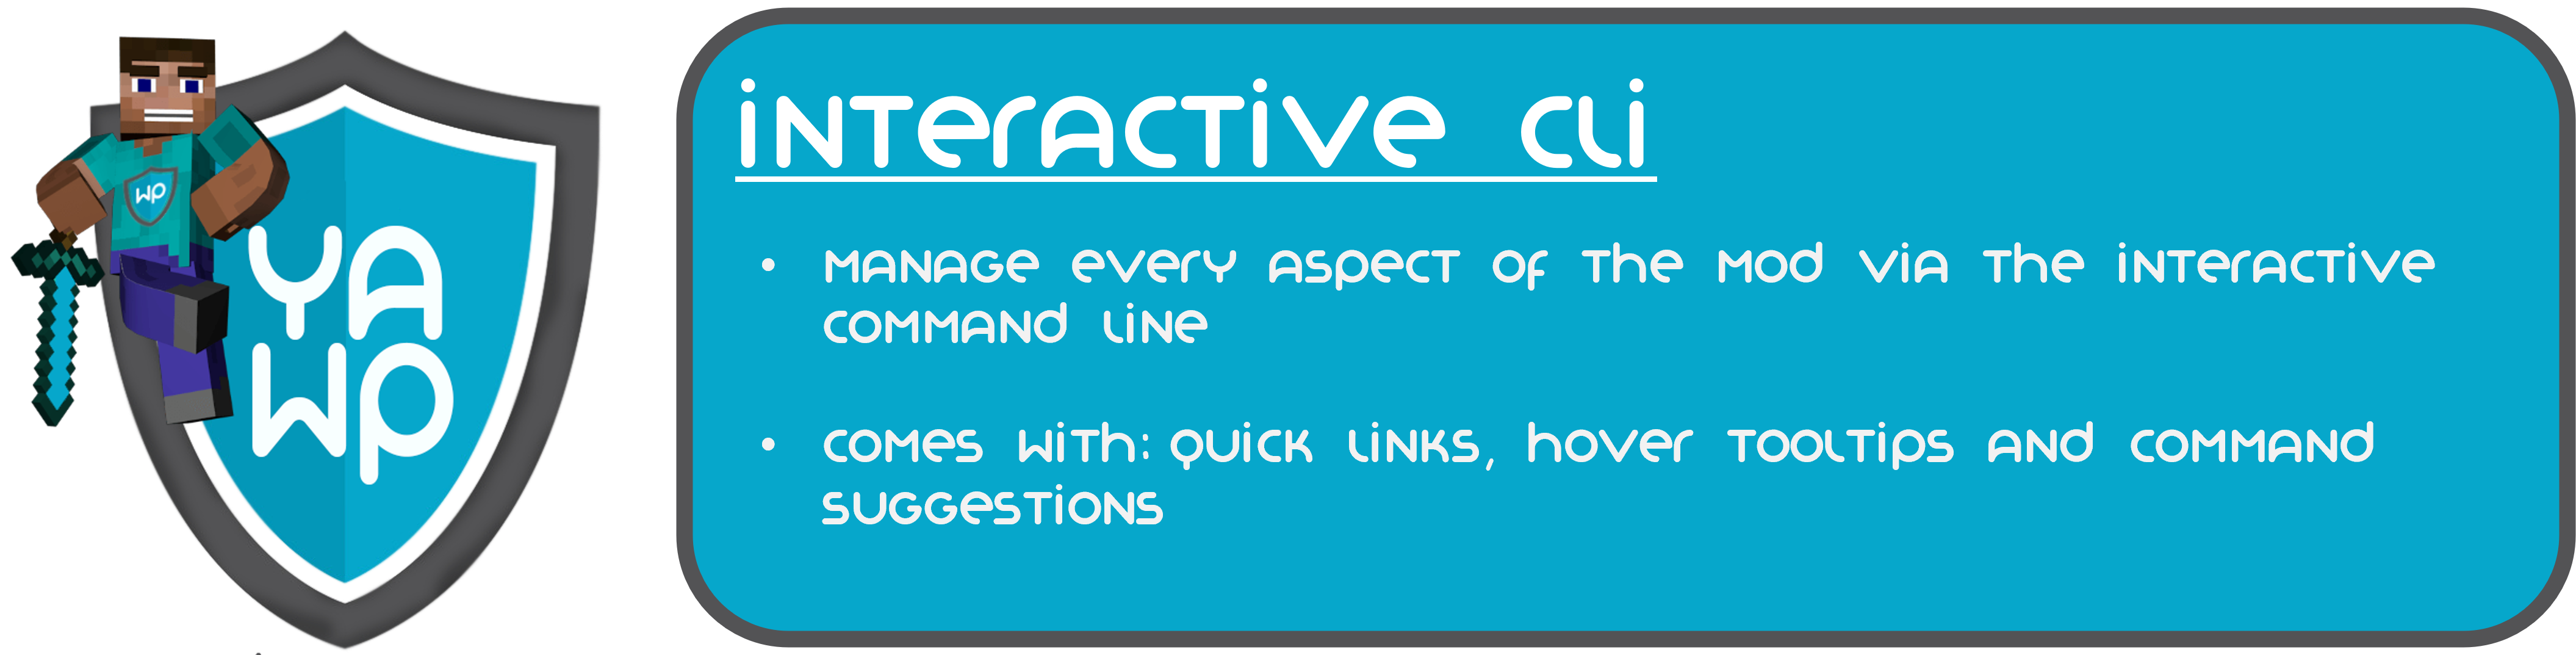 WP
YA
WP
INTERACTIVE CLI
• MANAGE EVERY ASPECT OF THE MOD VIA THE INTERACTIVE
COMMAND LINE
• COMES WITH: QUICK LINKS, HOVER TOOLTIPS AND COMMAND
SUGGESTIONS